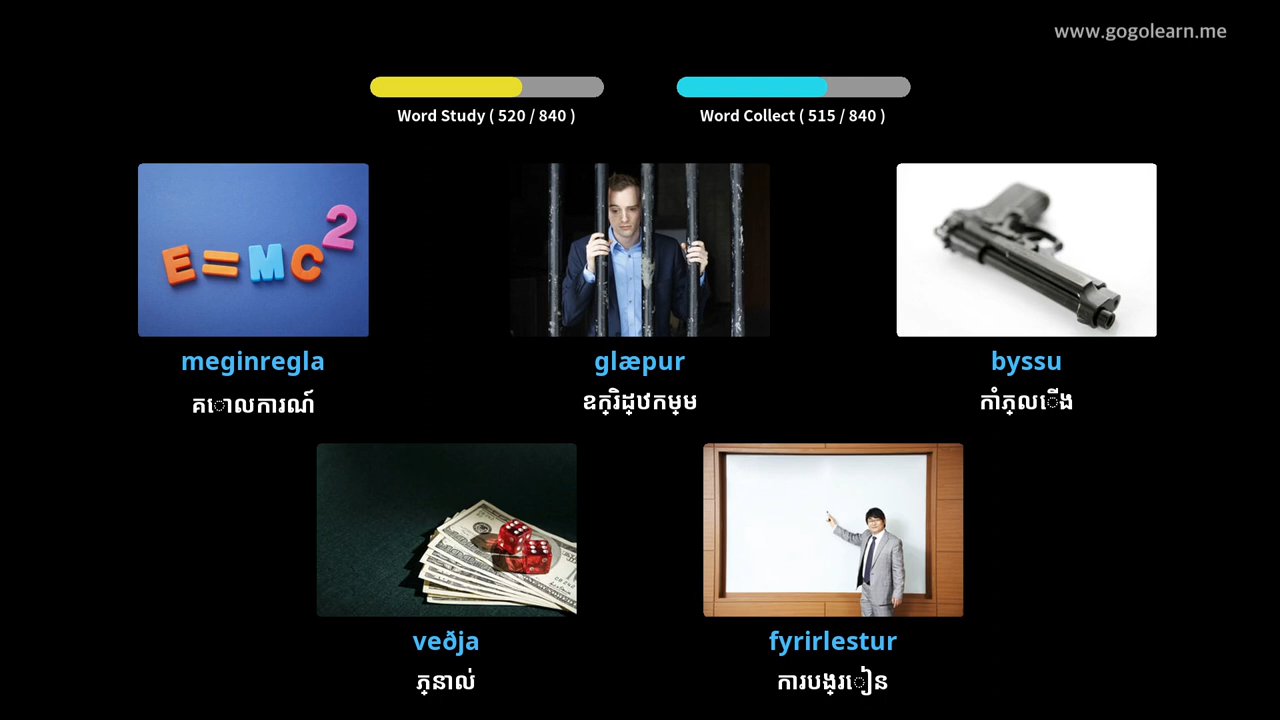 www.gogolearn.me
Word Study ( 520 / 840 )
Word Collect ( 515 / 840 )
E=MC2
meginregla
glæpur
byssu
គោលការណ៍
ឧក្រិដ្ឋកម្ម
កាំភ្លើង
veðja
fyrirlestur
ភ្នាល់
ការបង្រៀន